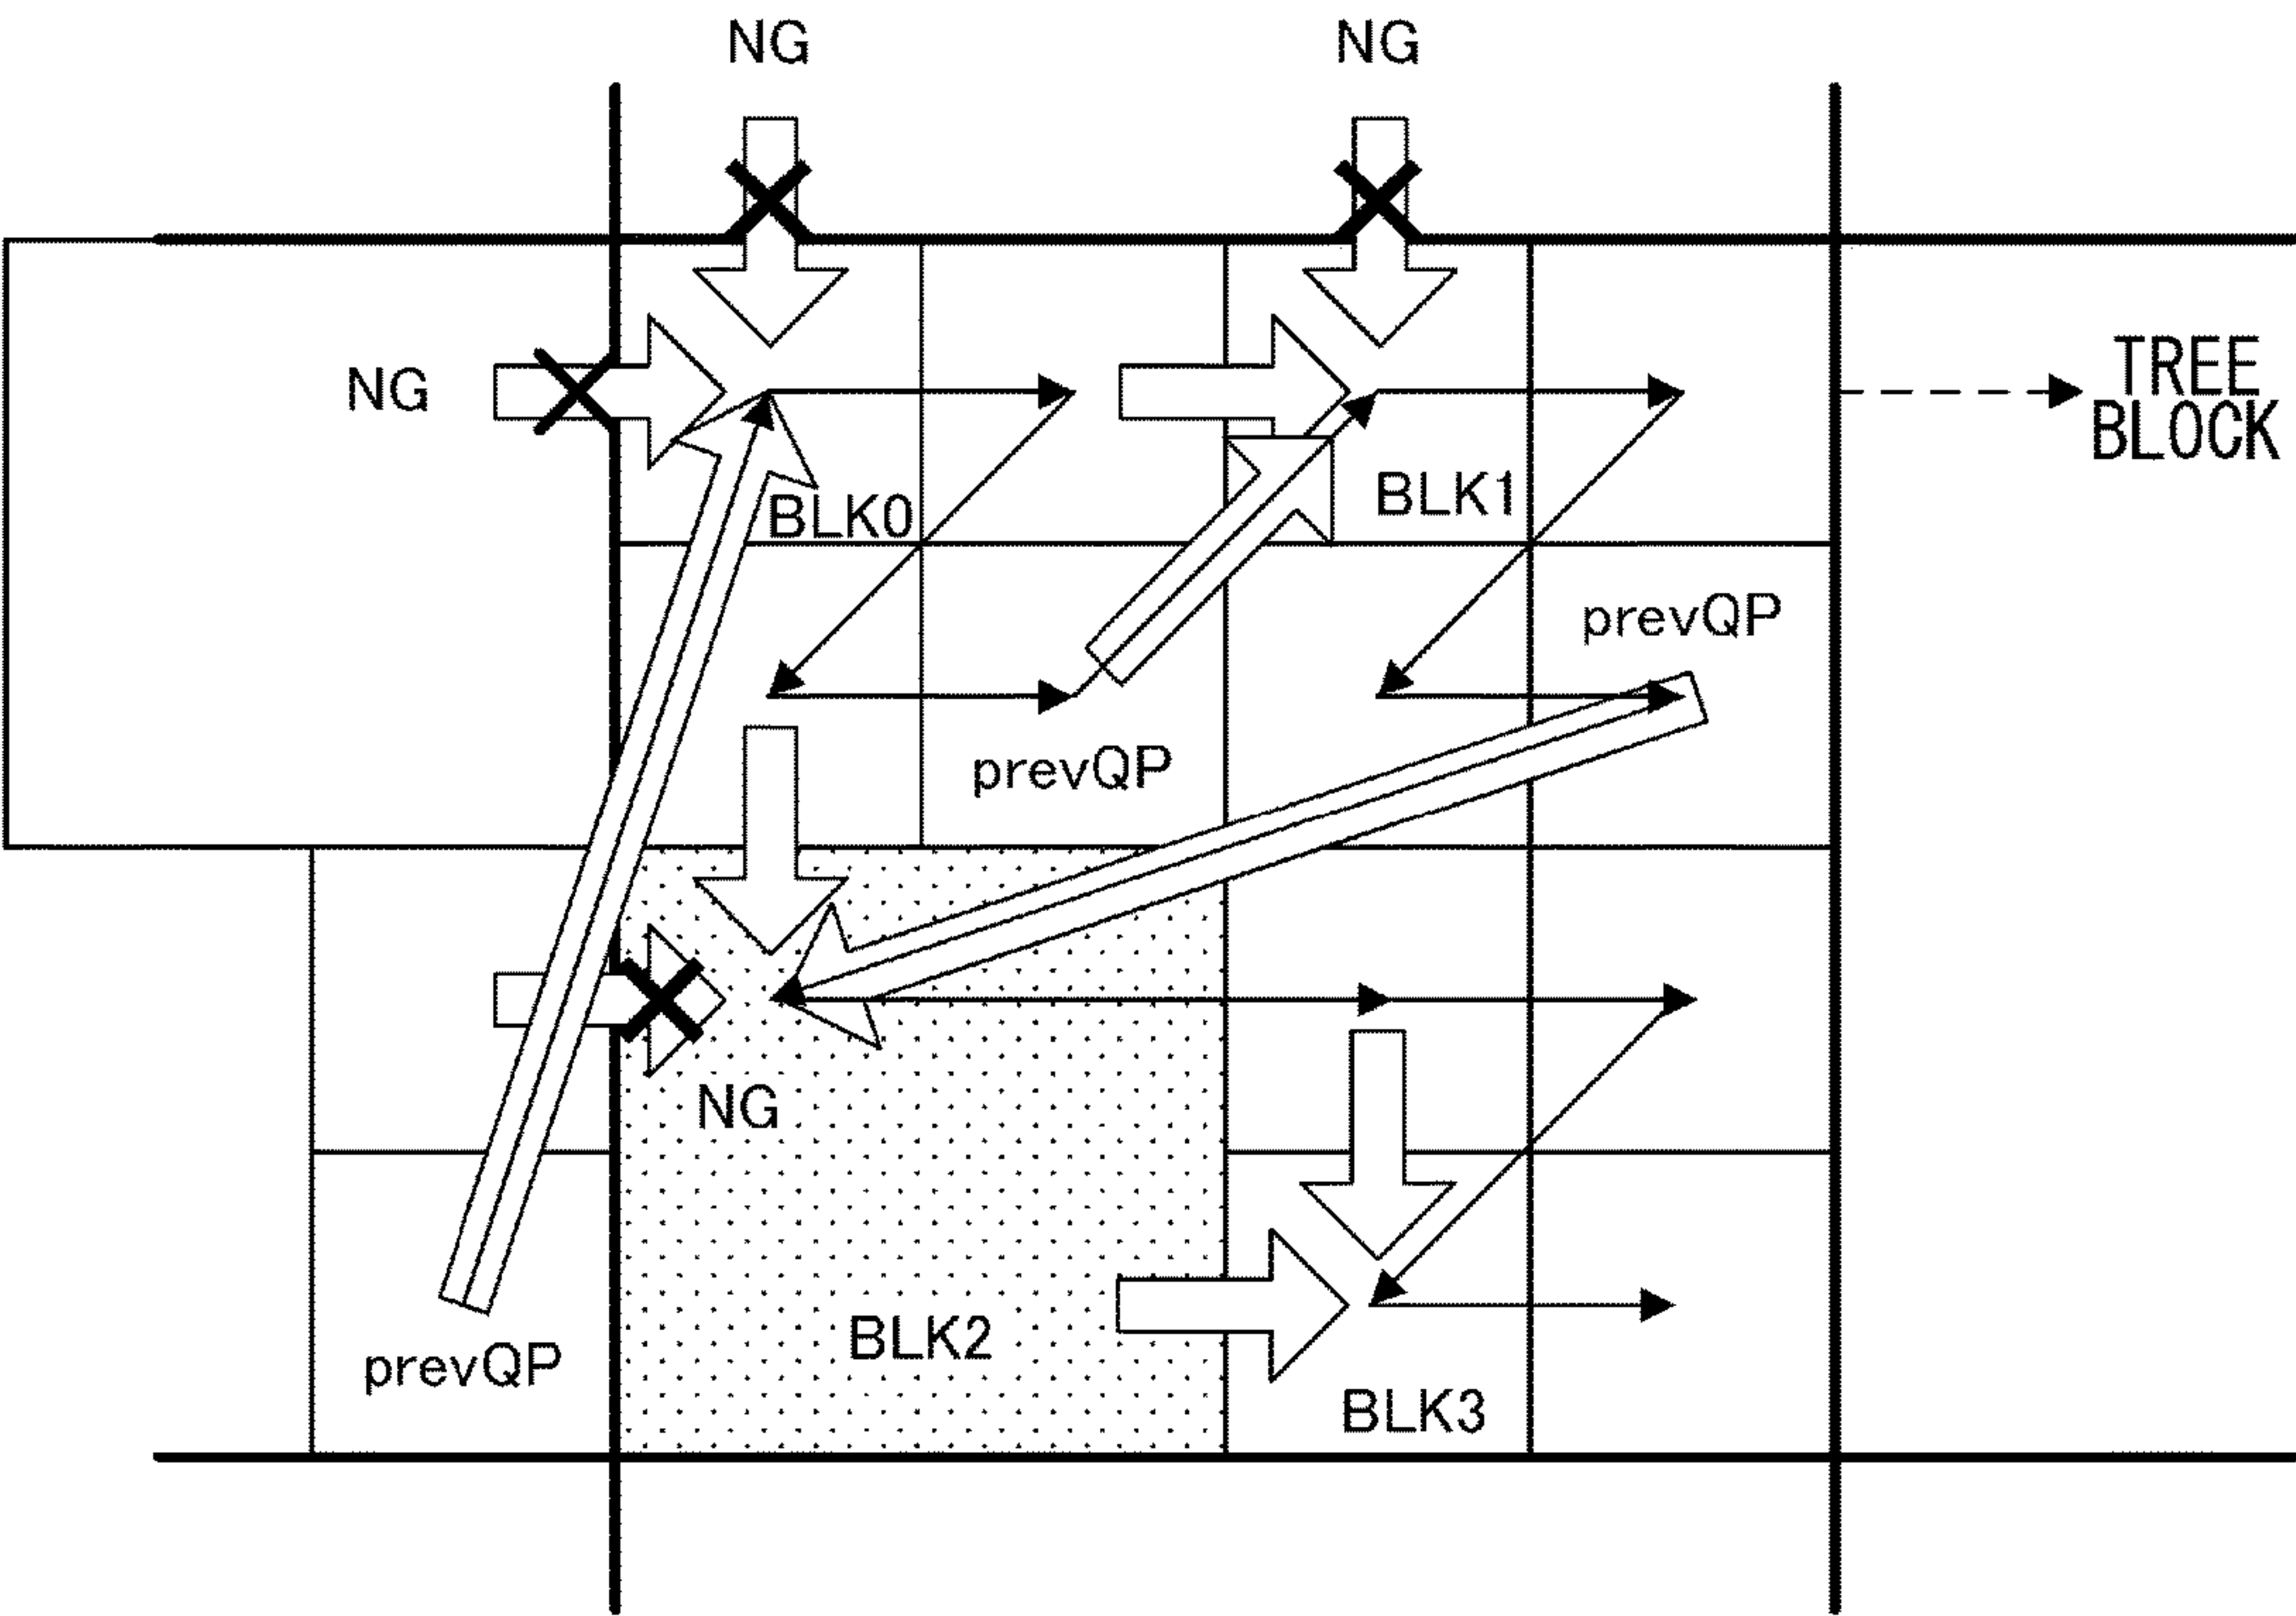 NG
NG
NG
TREE
BLOCK
BLK0
BLK1
prevQP
prevQP
NG
BLK2
prevQP
BLK3